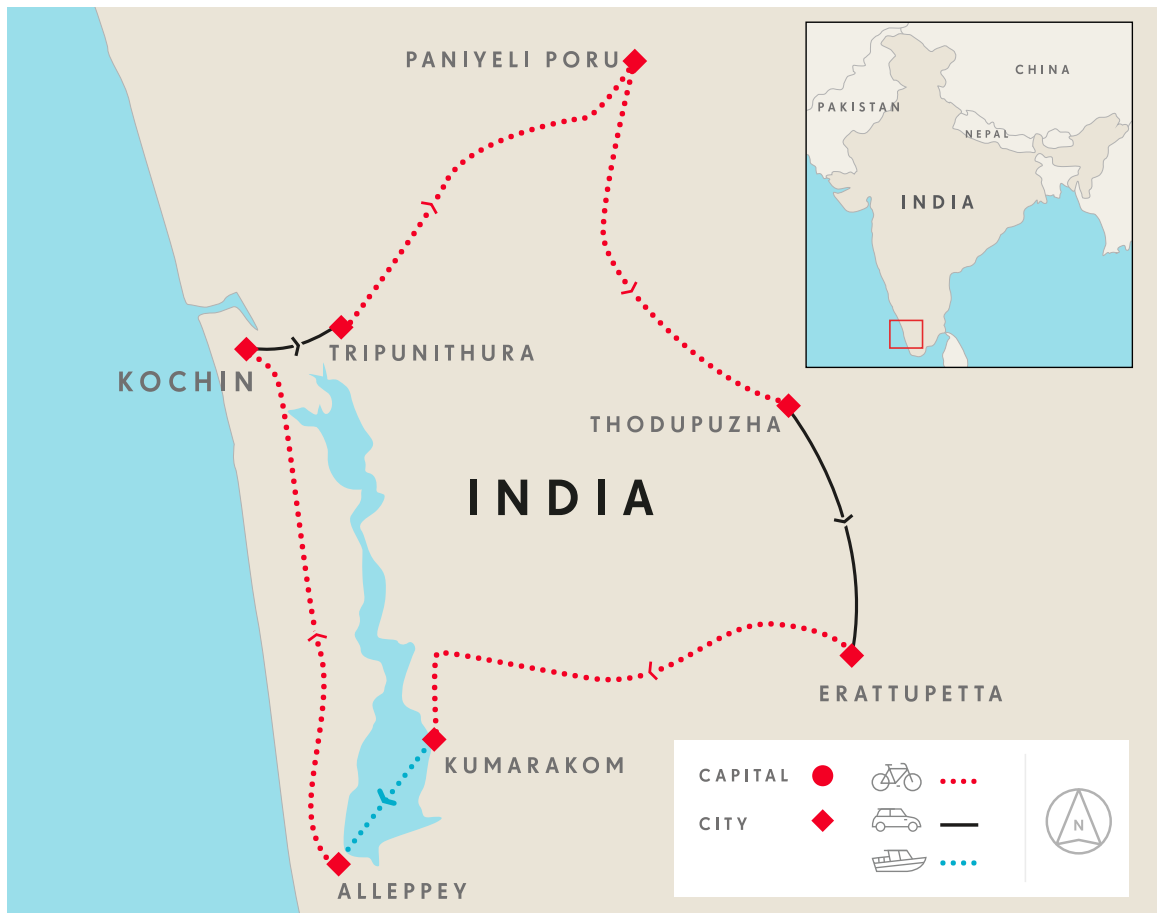 PANIYELI PORU
CHINA
PAKISTAN
NEPAL
INDIA
TRIPUNITHURA
KOCHIN
THODUPUZHA
INDIA
ERATTUPETTA
KUMARAKOM
CAPITAL
CITY
N
ALLEPPEY